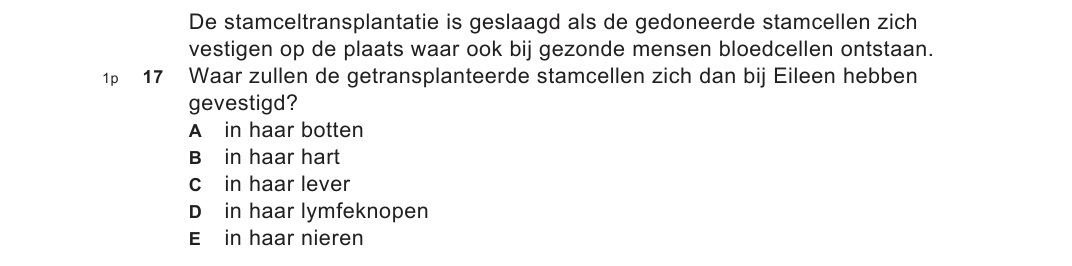 De stamceltransplantatie is geslaagd als de gedoneerde stamcellen zich
vestigen op de plaats waar ook bij gezonde mensen bloedcellen ontstaan.
1p 17 Waar zullen de getransplanteerde stamcellen zich dan bij Eileen hebben
gevestigd?
A in haar botten
B in haar hart
C in haar lever
D in haar lymfeknopen
E in haar nieren